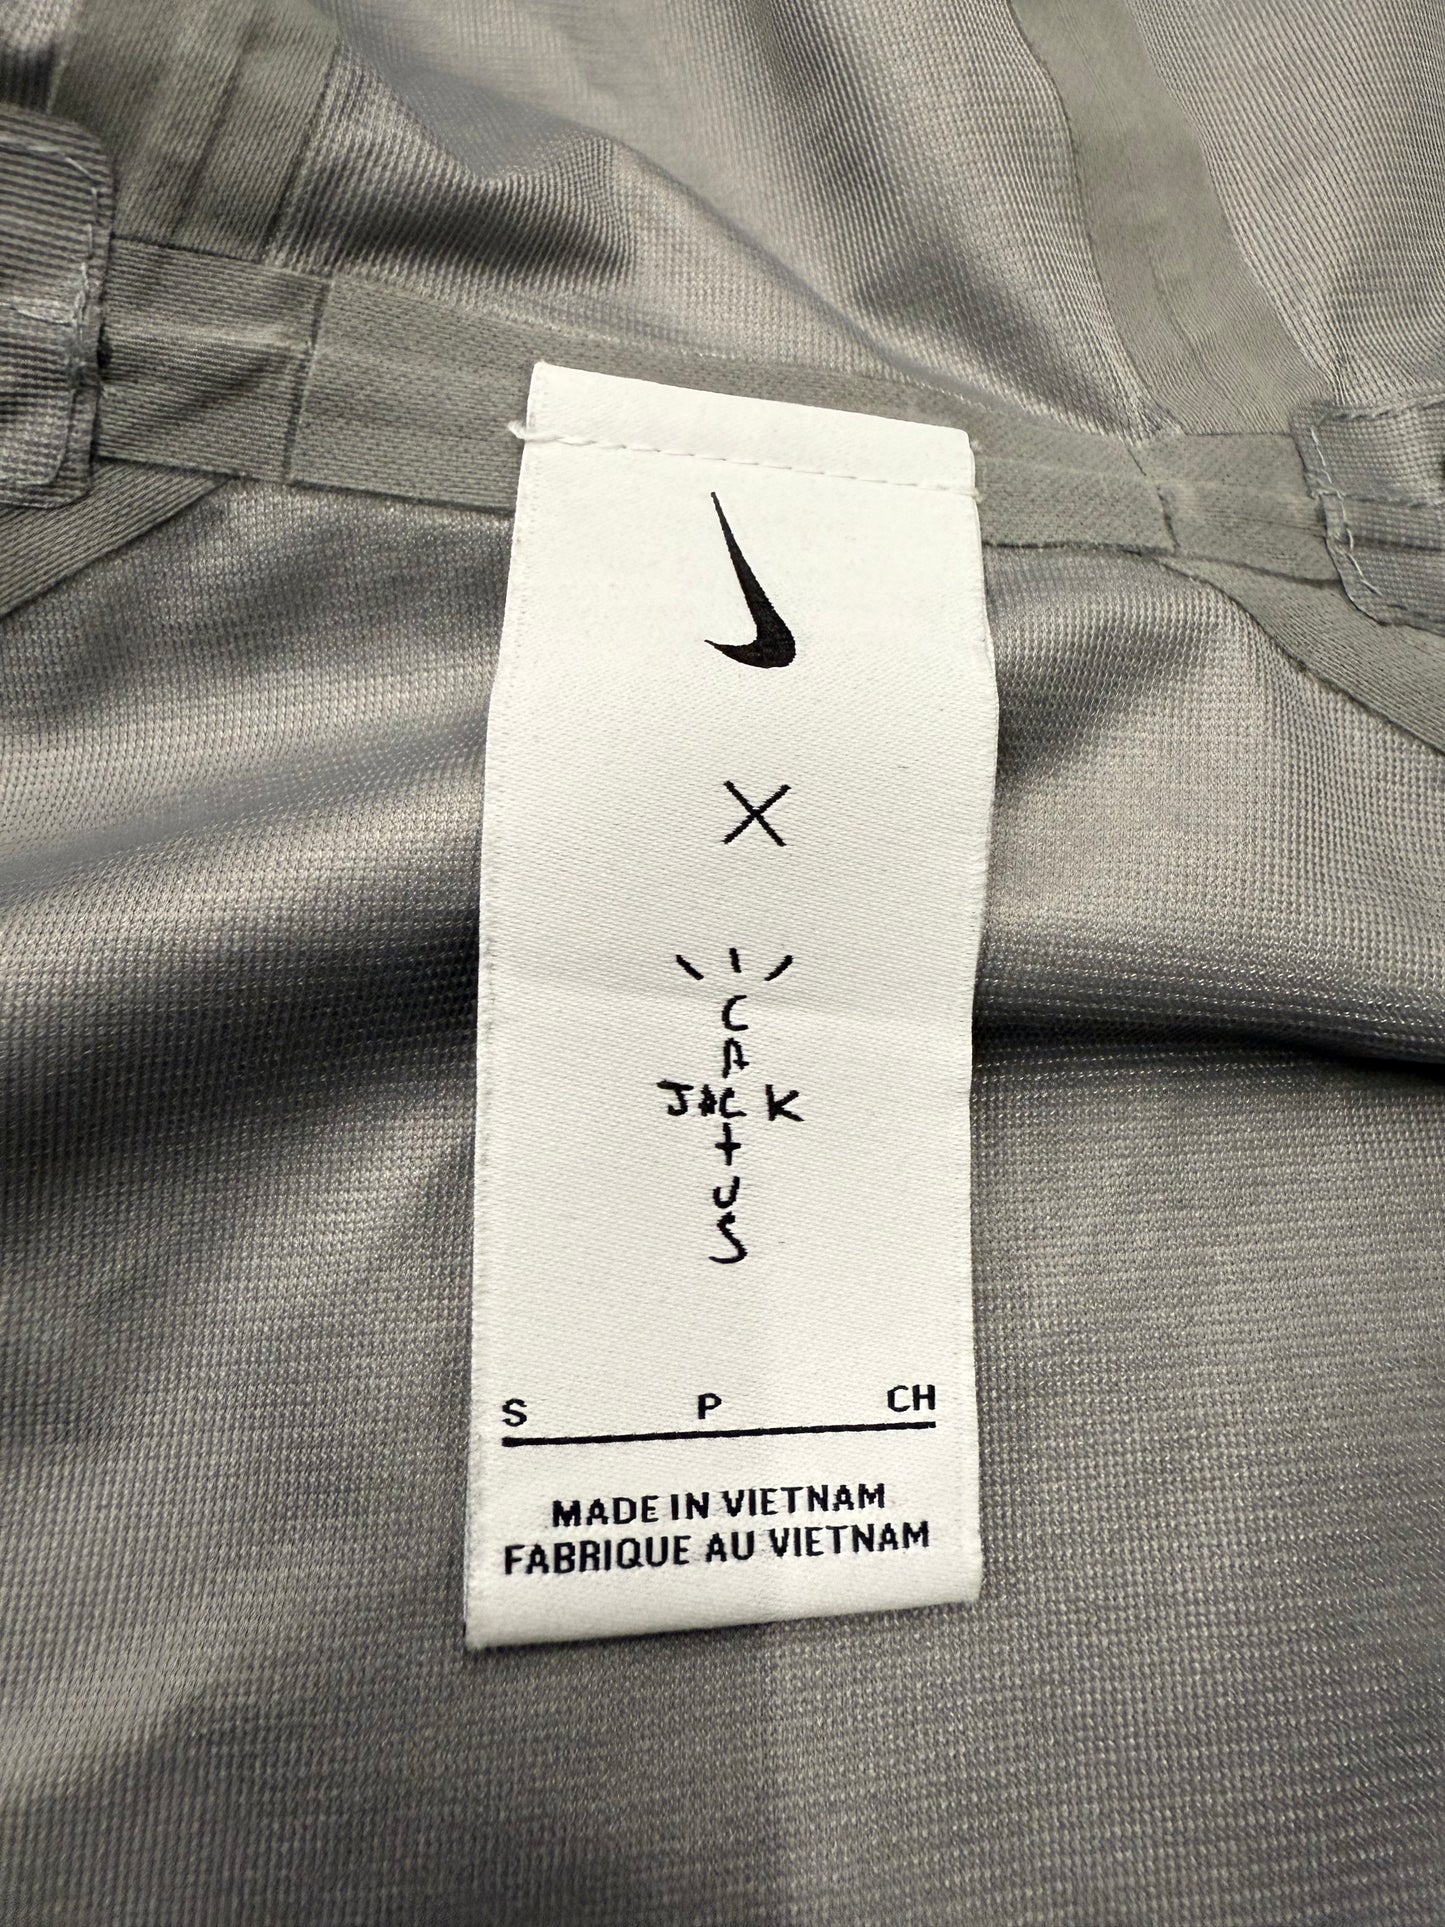 X
CACTUS
JACK
S P CH
MADE IN VIETNAM
FABRIQUE AU VIETNAM